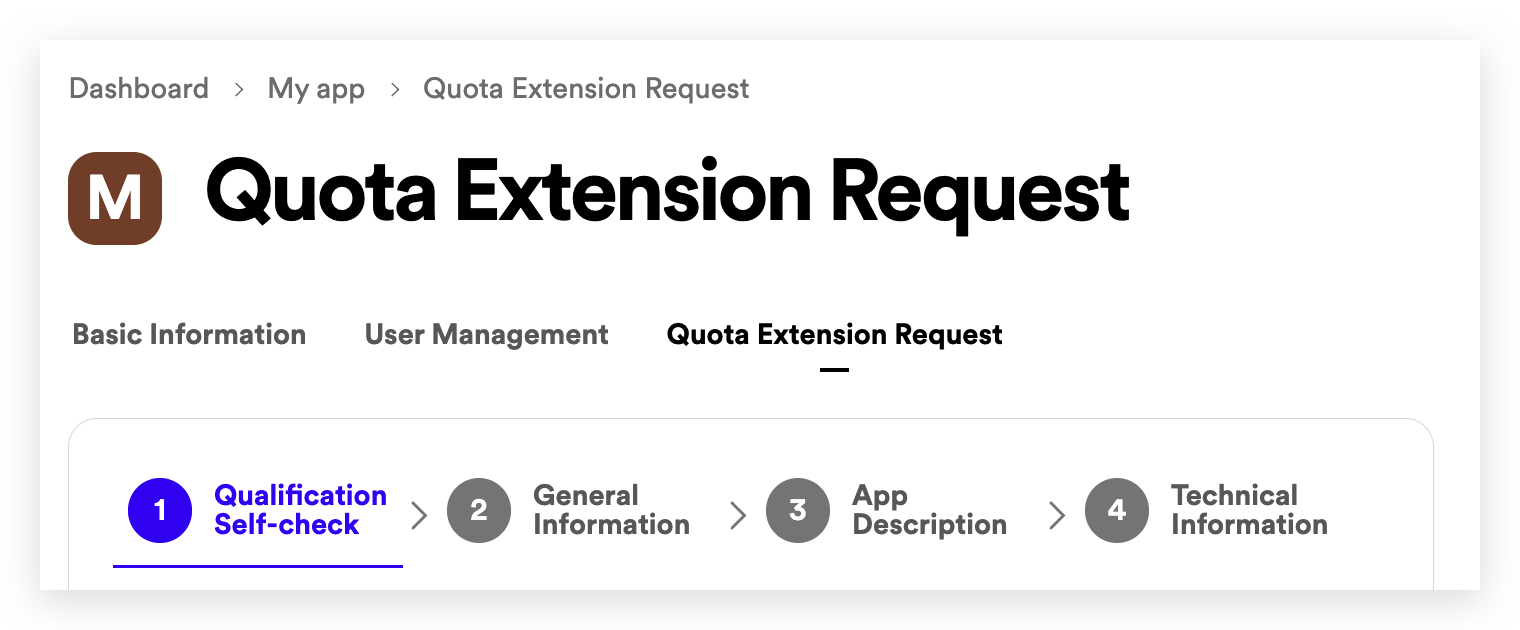 Dashboard > My app > Quota Extension Request
M Quota Extension Request
Basic Information User Management Quota Extension Request
1 Qualification Self-check > 2 General Information > 3 App Description > 4 Technical Information